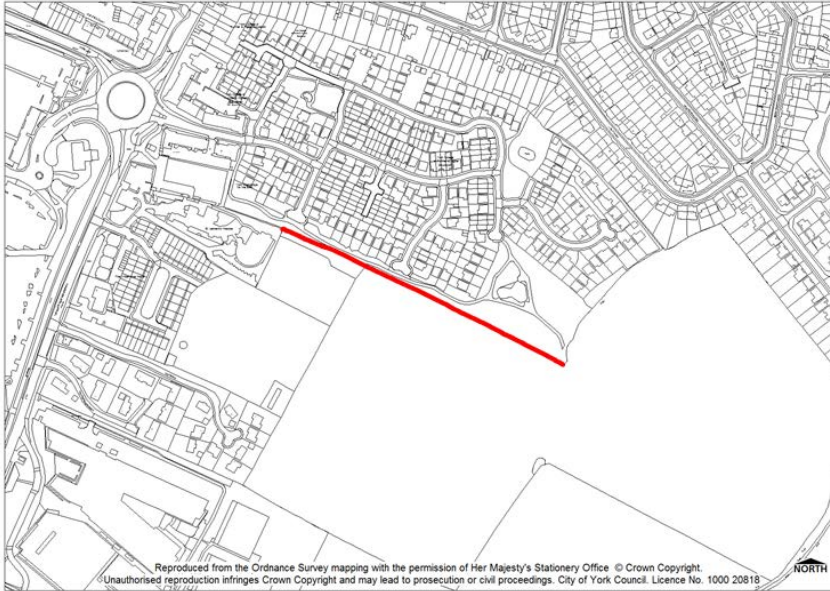 Reproduced from the Ordnance Survey mapping with the permission of Her Majesty's Stationery Office © Crown Copyright.
Unauthorised reproduction infringes Crown Copyright and may lead to prosecution or civil proceedings. City of York Council. Licence No. 1000 20818
NORTH